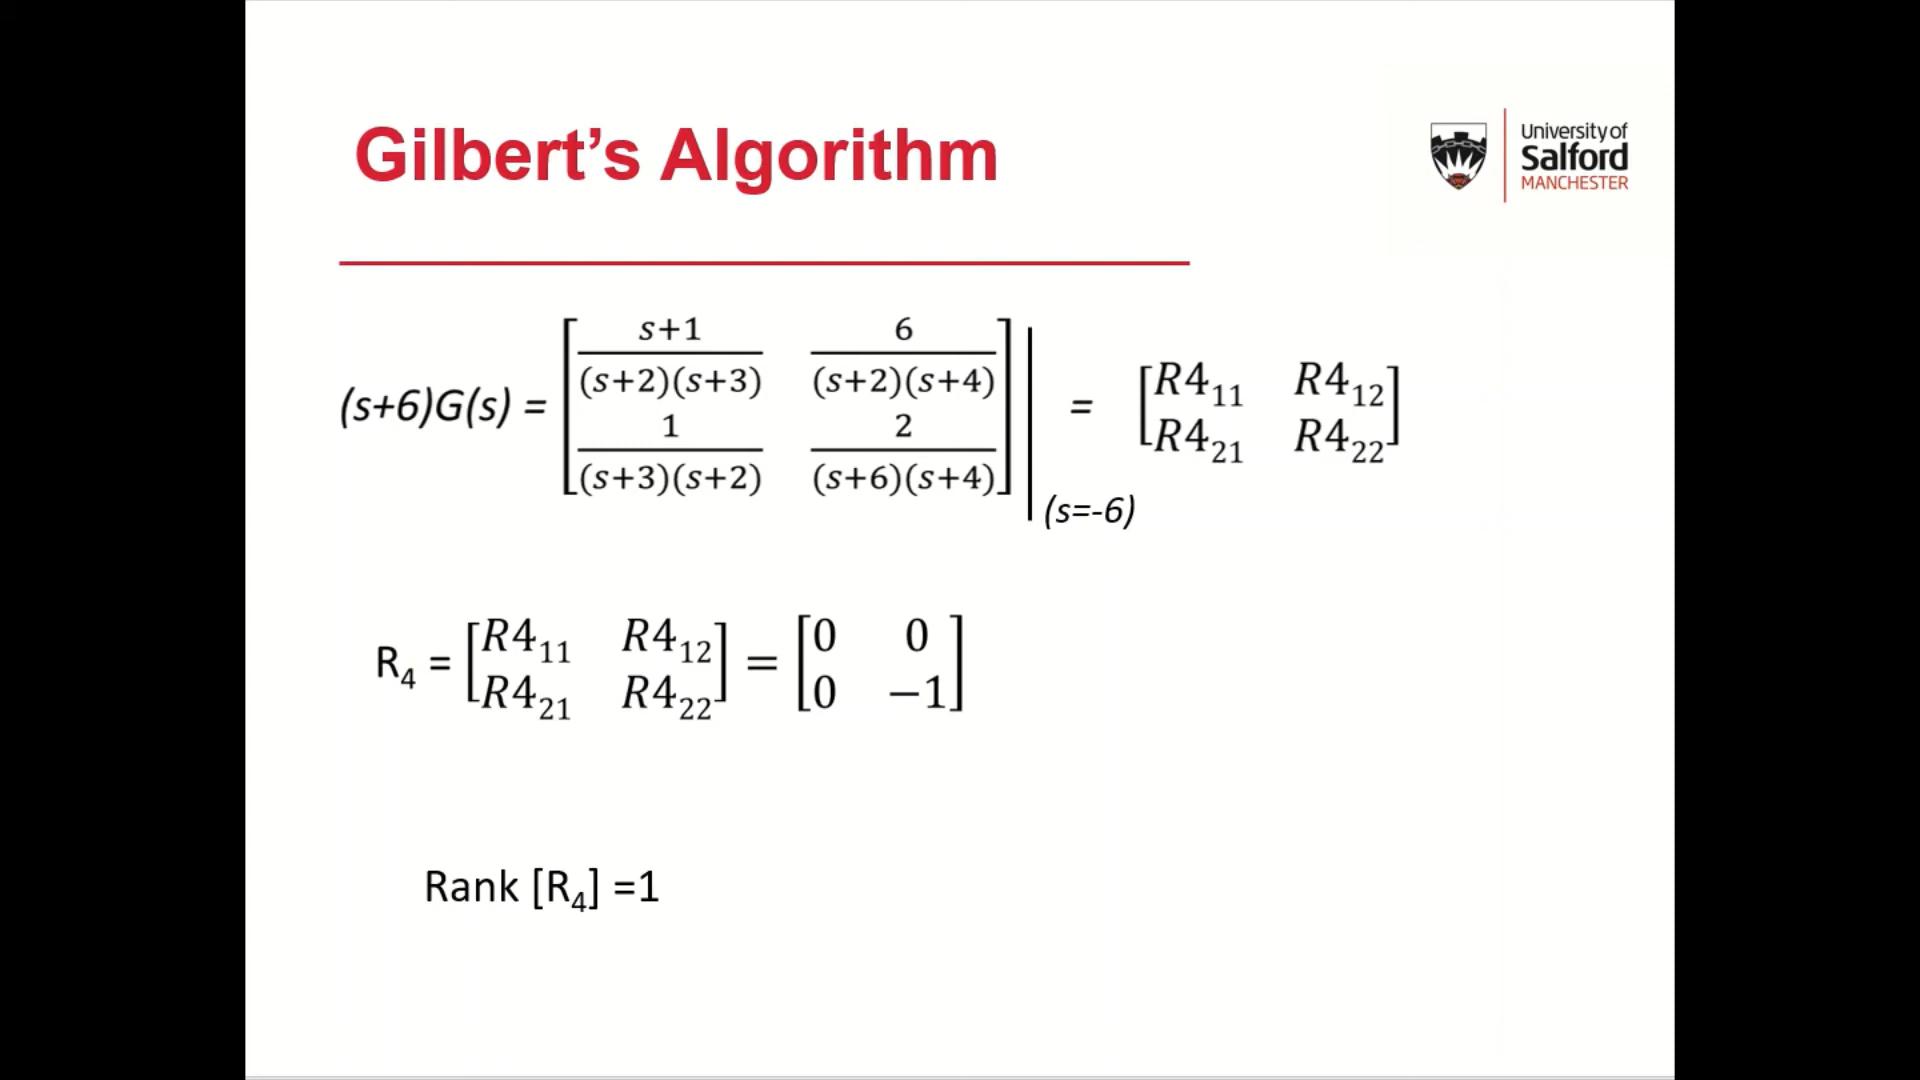 Gilbert’s Algorithm
University of
Salford
MANCHESTER
(s+6)G(s) = [ (s+1)/((s+2)(s+3))   6/((s+2)(s+4)) ; 1/((s+3)(s+2))   2/((s+6)(s+4)) ] | (s=-6) = [ R4₁₁   R4₁₂ ; R4₂₁   R4₂₂ ]
R₄ = [ R4₁₁   R4₁₂ ; R4₂₁   R4₂₂ ] = [ 0   0 ; 0   −1 ]
Rank [R₄] =1